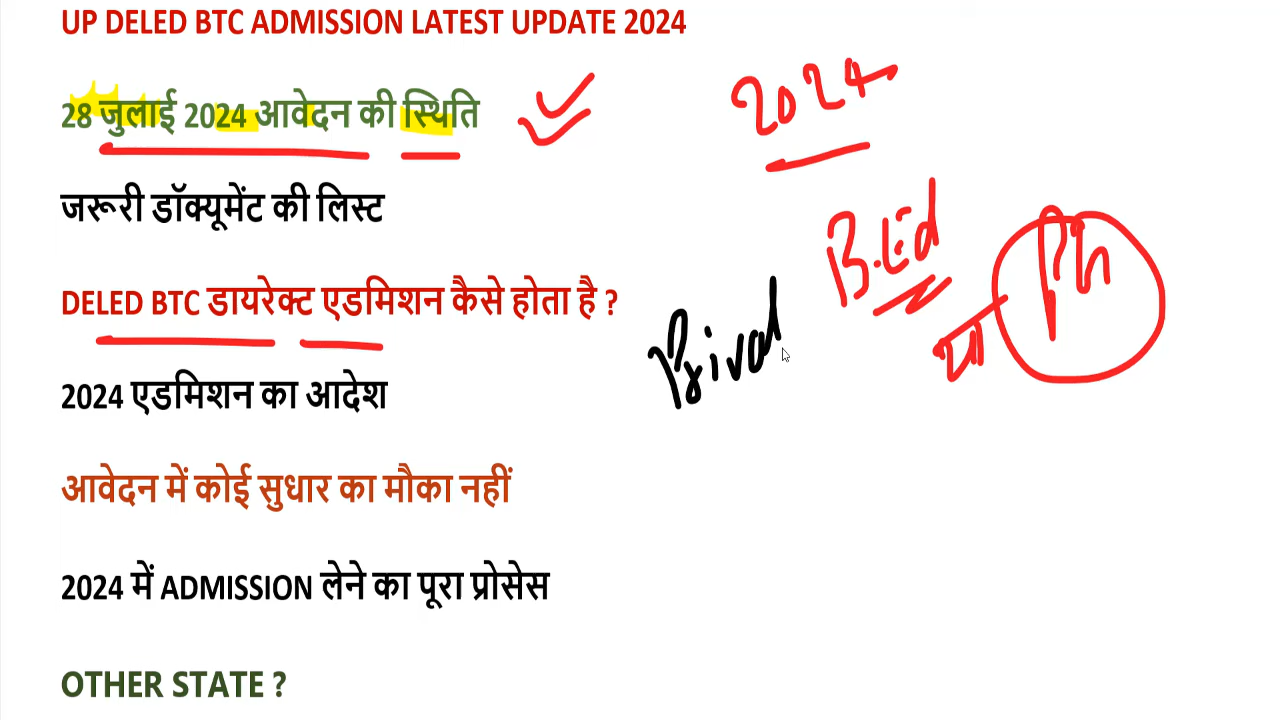 UP DELED BTC ADMISSION LATEST UPDATE 2024
28 जुलाई 2024 आवेदन की स्थिति
2024
जरूरी डॉक्यूमेंट की लिस्ट
B.Ed
DELED BTC डायरेक्ट एडमिशन कैसे होता है ?
या
2024 एडमिशन का आदेश
आवेदन में कोई सुधार का मौका नहीं
2024 में ADMISSION लेने का पूरा प्रोसेस
OTHER STATE ?